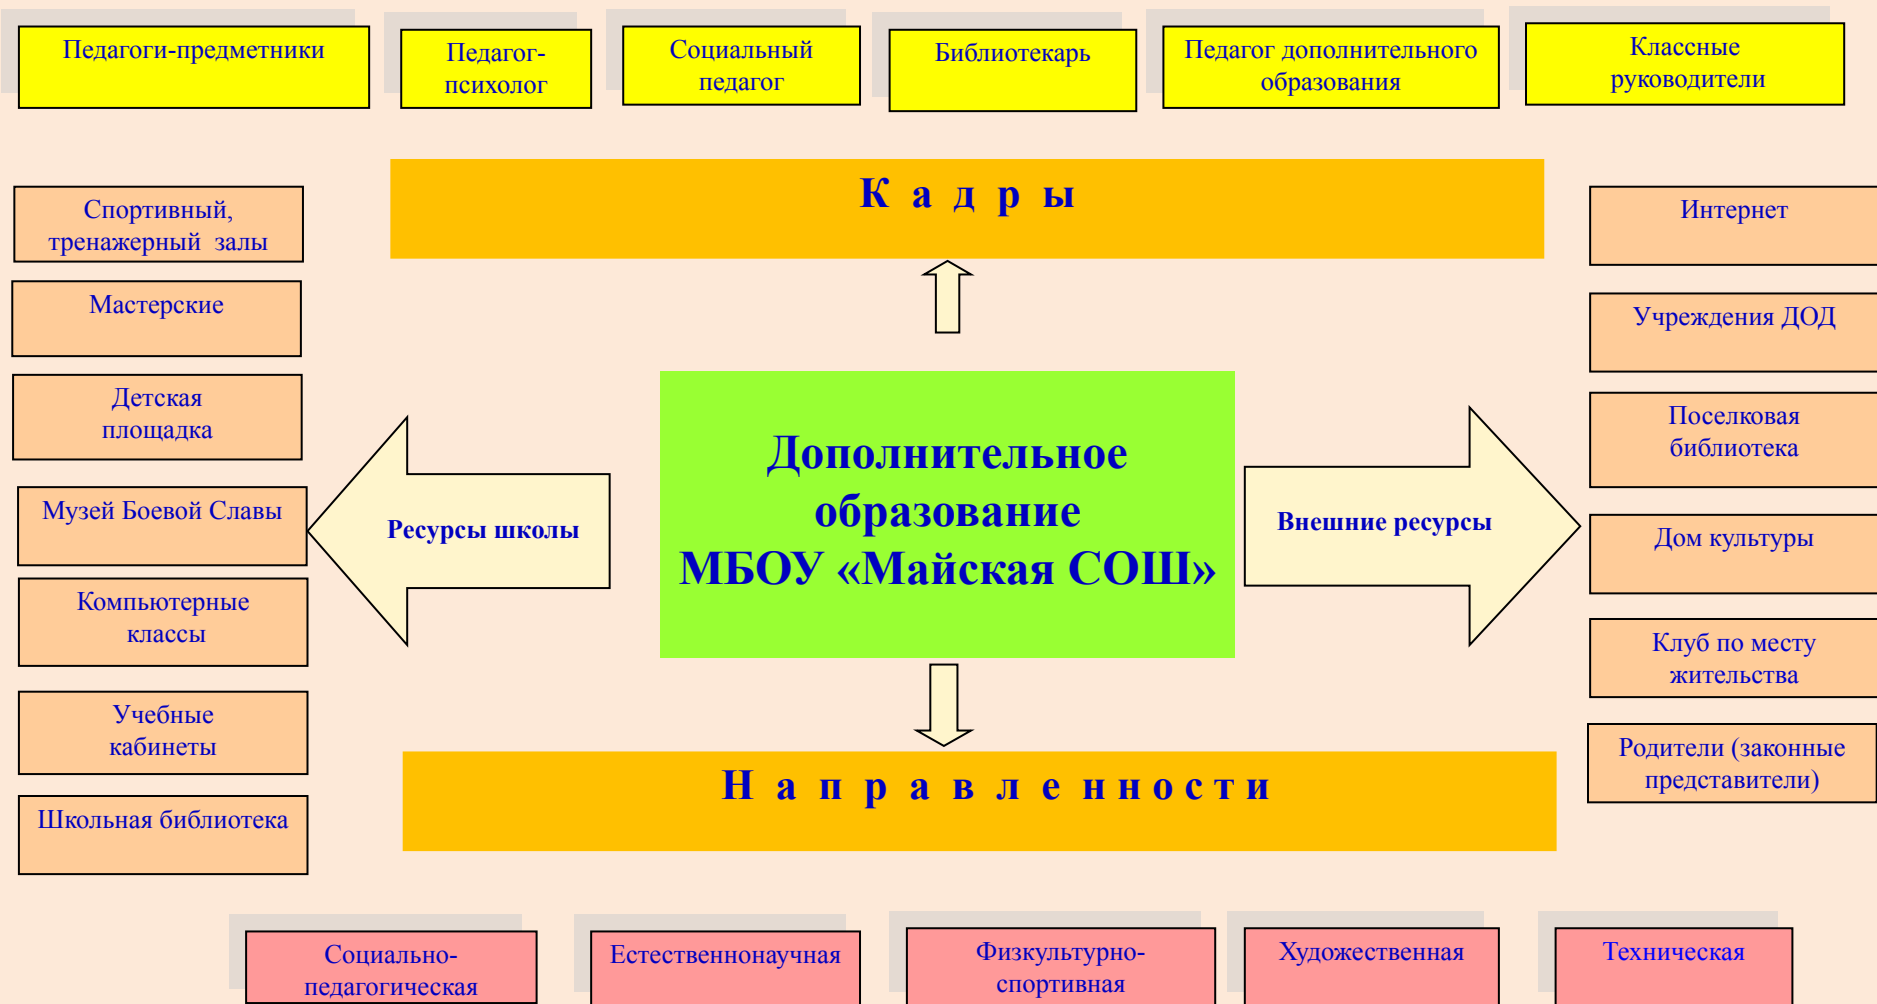 Педагоги-предметники
Педагог-
психолог
Социальный
педагог
Библиотекарь
Педагог дополнительного
образования
Классные
руководители
К а д р ы
Спортивный,
тренажерный залы
Мастерские
Детская
площадка
Музей Боевой Славы
Компьютерные
классы
Учебные
кабинеты
Школьная библиотека
Ресурсы школы
Дополнительное
образование
МБОУ «Майская СОШ»
Внешние ресурсы
Интернет
Учреждения ДОД
Поселковая
библиотека
Дом культуры
Клуб по месту
жительства
Родители (законные
представители)
Н а п р а в л е н н о с т и
Социально-
педагогическая
Естественнонаучная
Физкультурно-
спортивная
Художественная
Техническая